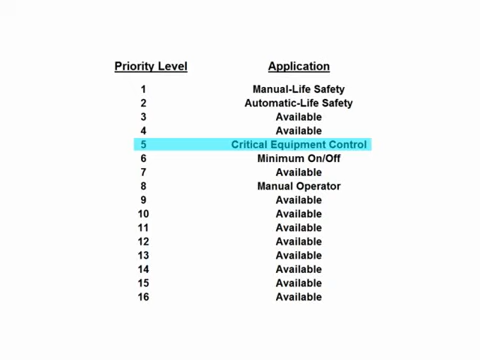 Priority Level Application
1 Manual-Life Safety
2 Automatic-Life Safety
3 Available
4 Available
5 Critical Equipment Control
6 Minimum On/Off
7 Available
8 Manual Operator
9 Available
10 Available
11 Available
12 Available
13 Available
14 Available
15 Available
16 Available